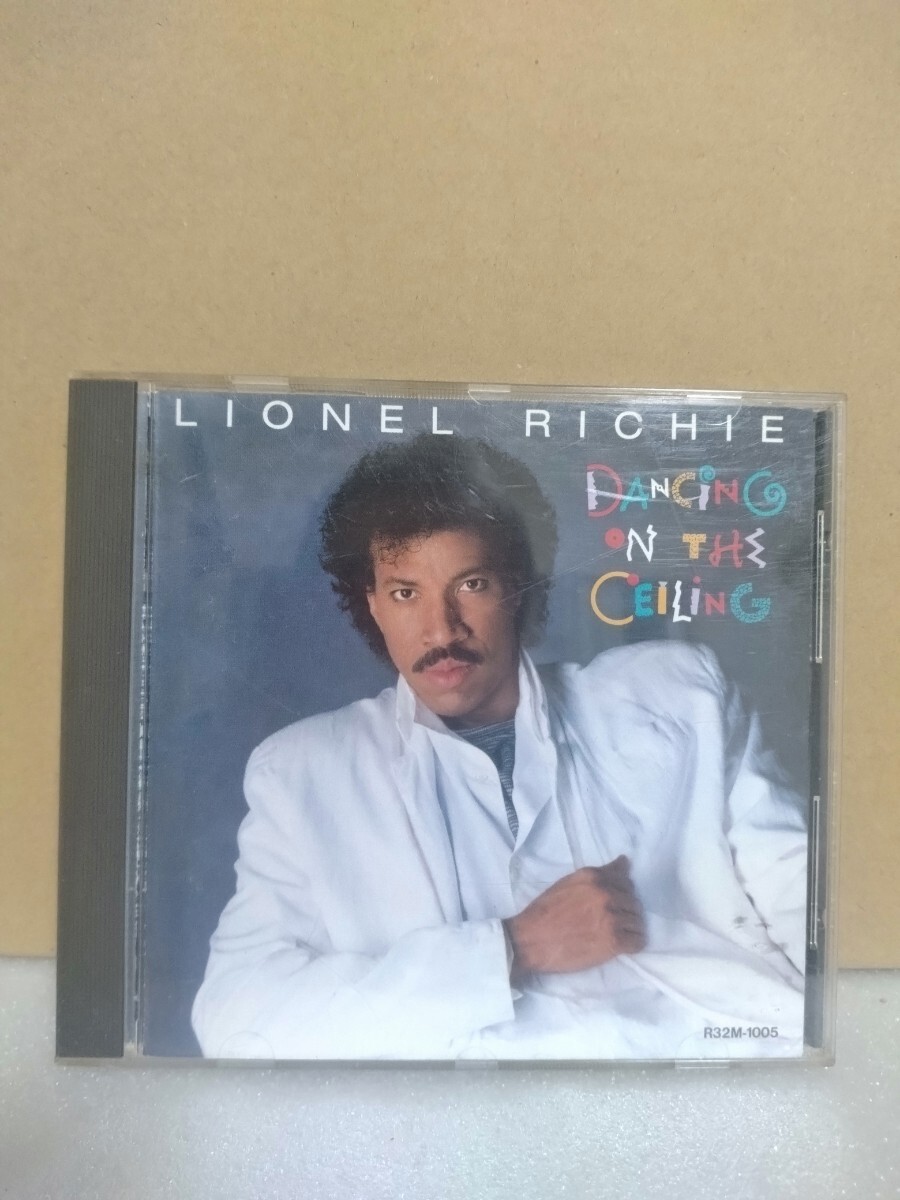 LIONEL RICHIE
DANCING
ON THE
CEILING
R32M-1005